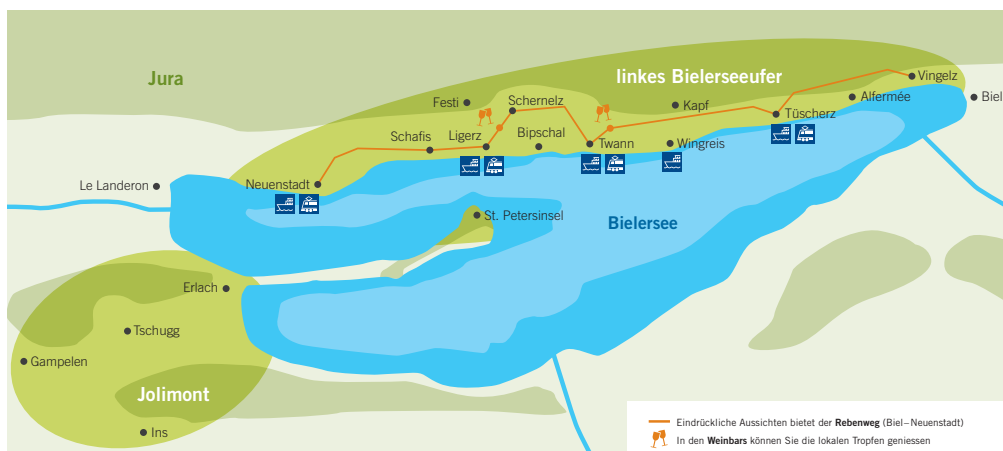 Jura
linkes Bielerseeufer
Vingelz
Biel
Alfermée
Kapf
Tüscherz
Festi
Schernelz
Schafis
Ligerz
Bipschal
Twann
Wingreis
Le Landeron
Neuenstadt
St. Petersinsel
Bielersee
Erlach
Tschugg
Gampelen
Jolimont
Ins
Eindrückliche Aussichten bietet der Rebenweg (Biel–Neuenstadt)
In den Weinbars können Sie die lokalen Tropfen geniessen